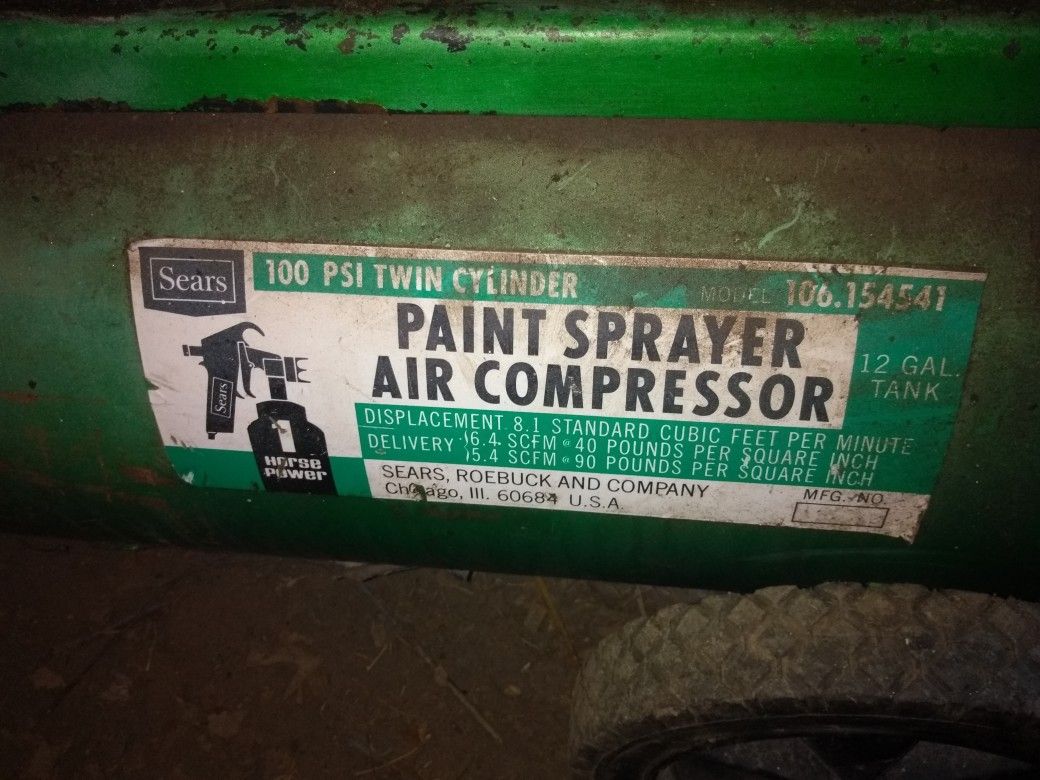 Sears
100 PSI TWIN CYLINDER
MODEL 106.154541
PAINT SPRAYER
AIR COMPRESSOR
12 GAL.
TANK
Sears
1
Horse
Power
DISPLACEMENT 8.1 STANDARD CUBIC FEET PER MINUTE
DELIVERY 6.4 SCFM @ 40 POUNDS PER SQUARE INCH
5.4 SCFM @ 90 POUNDS PER SQUARE INCH
SEARS, ROEBUCK AND COMPANY
Chicago, Ill. 60684 U.S.A.
MFG. NO.